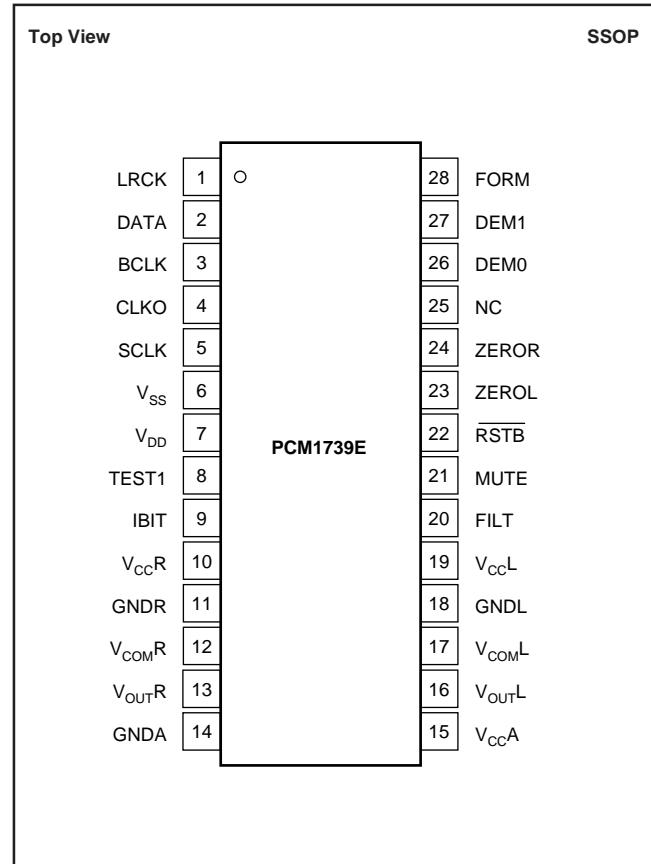 Top View SSOP
LRCK 1 28 FORM
DATA 2 27 DEM1
BCLK 3 26 DEM0
CLKO 4 25 NC
SCLK 5 24 ZEROR
VSS 6 23 ZEROL
VDD 7 22 RSTB
PCM1739E
TEST1 8 21 MUTE
IBIT 9 20 FILT
VCCR 10 19 VCCL
GNDR 11 18 GNDL
VCOMR 12 17 VCOML
VOUTR 13 16 VOUTL
GNDA 14 15 VCCA